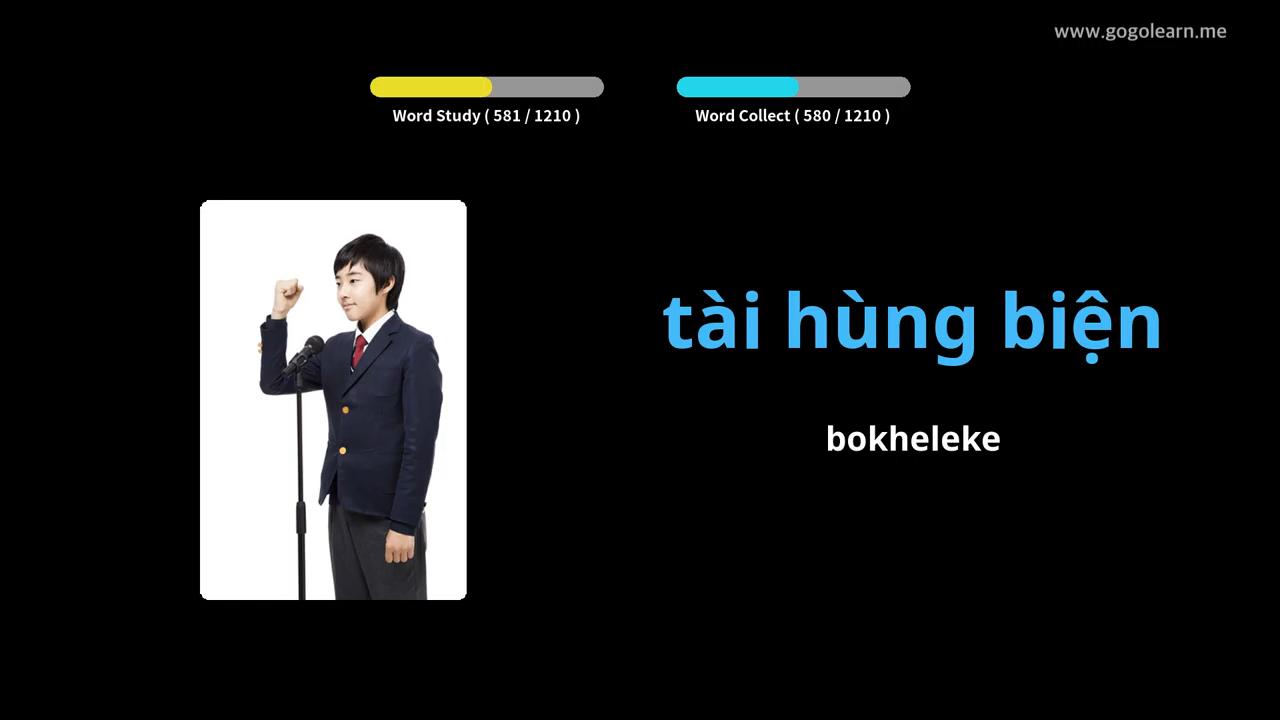 www.gogolearn.me
Word Study ( 581 / 1210 )
Word Collect ( 580 / 1210 )
tài hùng biện
bokheleke